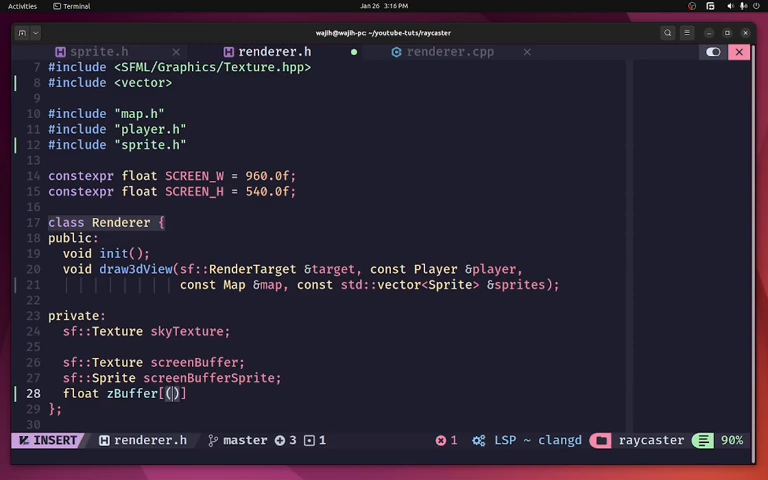 Activities Terminal Jan 26 3:16 PM
wajih@wajih-pc: ~/youtube-tuts/raycaster
sprite.h × renderer.h ● renderer.cpp ×
7 #include <SFML/Graphics/Texture.hpp>
8 #include <vector>
9
10 #include "map.h"
11 #include "player.h"
12 #include "sprite.h"
13
14 constexpr float SCREEN_W = 960.0f;
15 constexpr float SCREEN_H = 540.0f;
16
17 class Renderer {
18 public:
19 void init();
20 void draw3dView(sf::RenderTarget &target, const Player &player,
21 const Map &map, const std::vector<Sprite> &sprites);
22
23 private:
24 sf::Texture skyTexture;
25
26 sf::Texture screenBuffer;
27 sf::Sprite screenBufferSprite;
28 float zBuffer[()]
29 };
30
INSERT renderer.h master 3 1 1 LSP ~ clangd raycaster 90%